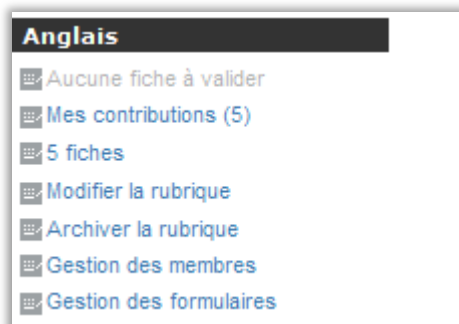 Anglais
Aucune fiche à valider
Mes contributions (5)
5 fiches
Modifier la rubrique
Archiver la rubrique
Gestion des membres
Gestion des formulaires